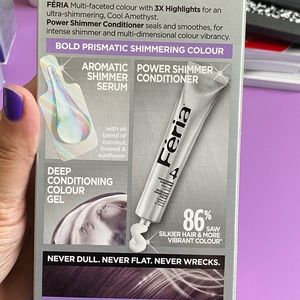 FÉRIA Multi-faceted colour with 3X Highlights for an
ultra-shimmering, Cool Amethyst.
Power Shimmer Conditioner seals and smoothes, for
intense shimmer and multi-dimensional colour vibrancy.
BOLD PRISMATIC SHIMMERING COLOUR
AROMATIC
SHIMMER
SERUM
with oil
blend of
coconut,
linseed &
sunflower
POWER SHIMMER
CONDITIONER
Féria
4
DEEP
CONDITIONING
COLOUR
GEL
86%
SAW
SILKIER HAIR & MORE
VIBRANT COLOUR*
NEVER DULL. NEVER FLAT. NEVER WRECKS.